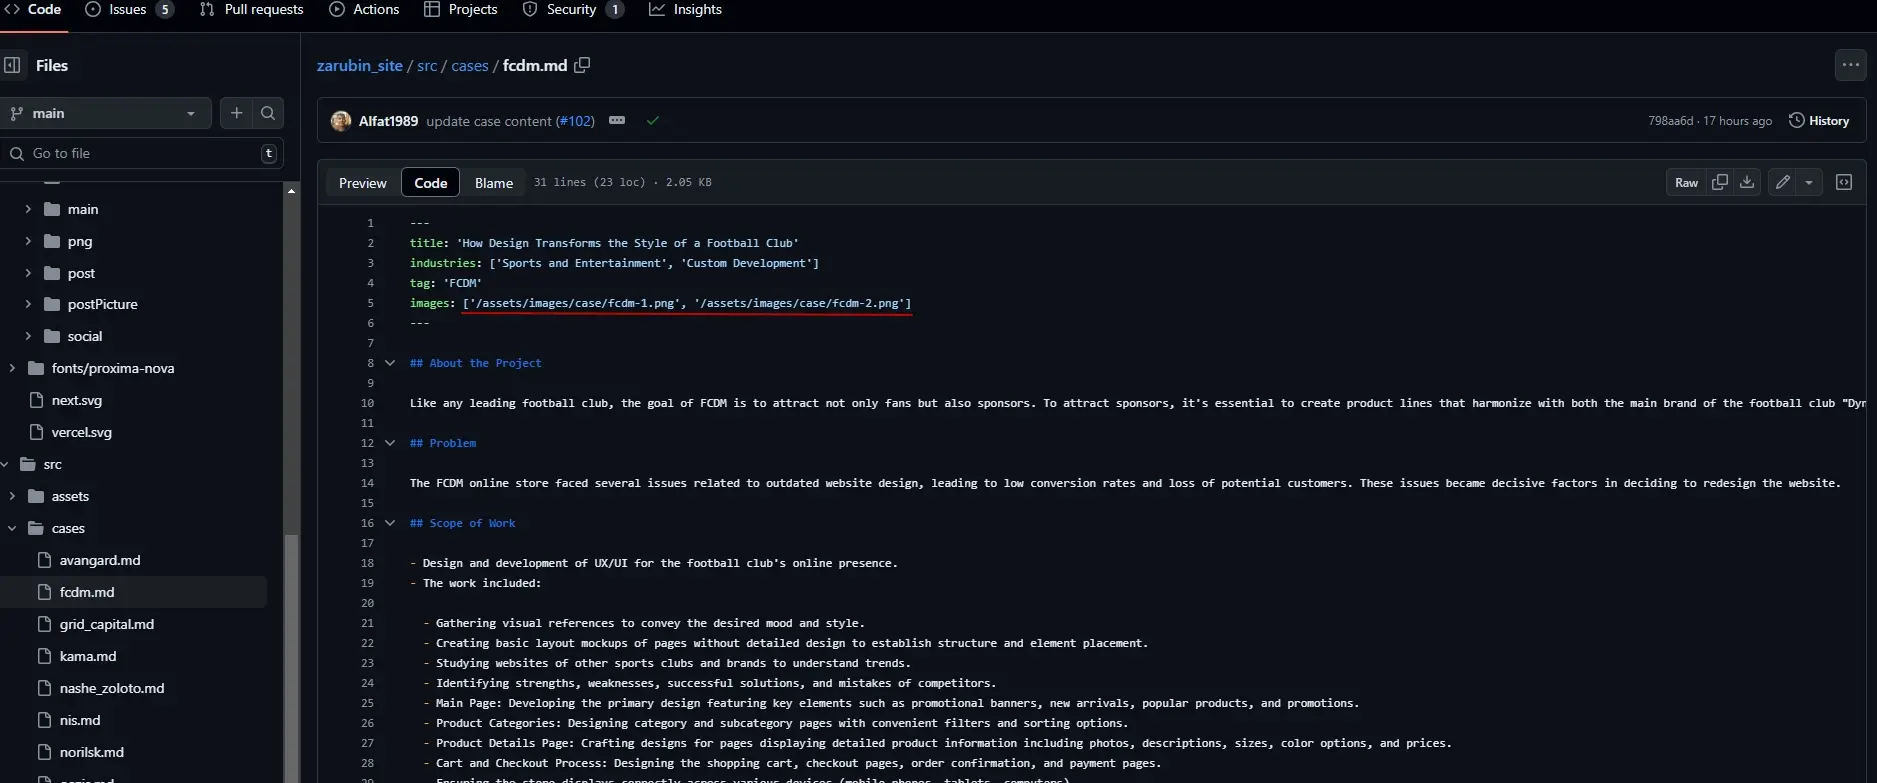 Code Issues 5 Pull requests Actions Projects Security 1 Insights
Files
main
Go to file t
main
png
post
postPicture
social
fonts/proxima-nova
next.svg
vercel.svg
src
assets
cases
avangard.md
fcdm.md
grid_capital.md
kama.md
nashe_zoloto.md
nis.md
norilsk.md
zarubin_site / src / cases / fcdm.md
Alfat1989 update case content (#102) 798aa6d · 17 hours ago History
Preview Code Blame 31 lines (23 loc) · 2.05 KB Raw
1 ---
2 title: 'How Design Transforms the Style of a Football Club'
3 industries: ['Sports and Entertainment', 'Custom Development']
4 tag: 'FCDM'
5 images: ['/assets/images/case/fcdm-1.png', '/assets/images/case/fcdm-2.png']
6 ---
7
8 ## About the Project
9
10 Like any leading football club, the goal of FCDM is to attract not only fans but also sponsors. To attract sponsors, it's essential to create product lines that harmonize with both the main brand of the football club "Dyn
11
12 ## Problem
13
14 The FCDM online store faced several issues related to outdated website design, leading to low conversion rates and loss of potential customers. These issues became decisive factors in deciding to redesign the website.
15
16 ## Scope of Work
17
18 - Design and development of UX/UI for the football club's online presence.
19 - The work included:
20
21 - Gathering visual references to convey the desired mood and style.
22 - Creating basic layout mockups of pages without detailed design to establish structure and element placement.
23 - Studying websites of other sports clubs and brands to understand trends.
24 - Identifying strengths, weaknesses, successful solutions, and mistakes of competitors.
25 - Main Page: Developing the primary design featuring key elements such as promotional banners, new arrivals, popular products, and promotions.
26 - Product Categories: Designing category and subcategory pages with convenient filters and sorting options.
27 - Product Details Page: Crafting designs for pages displaying detailed product information including photos, descriptions, sizes, color options, and prices.
28 - Cart and Checkout Process: Designing the shopping cart, checkout pages, order confirmation, and payment pages.
29 - Ensuring the store displays correctly across various devices (mobile phones, tablets, computers)